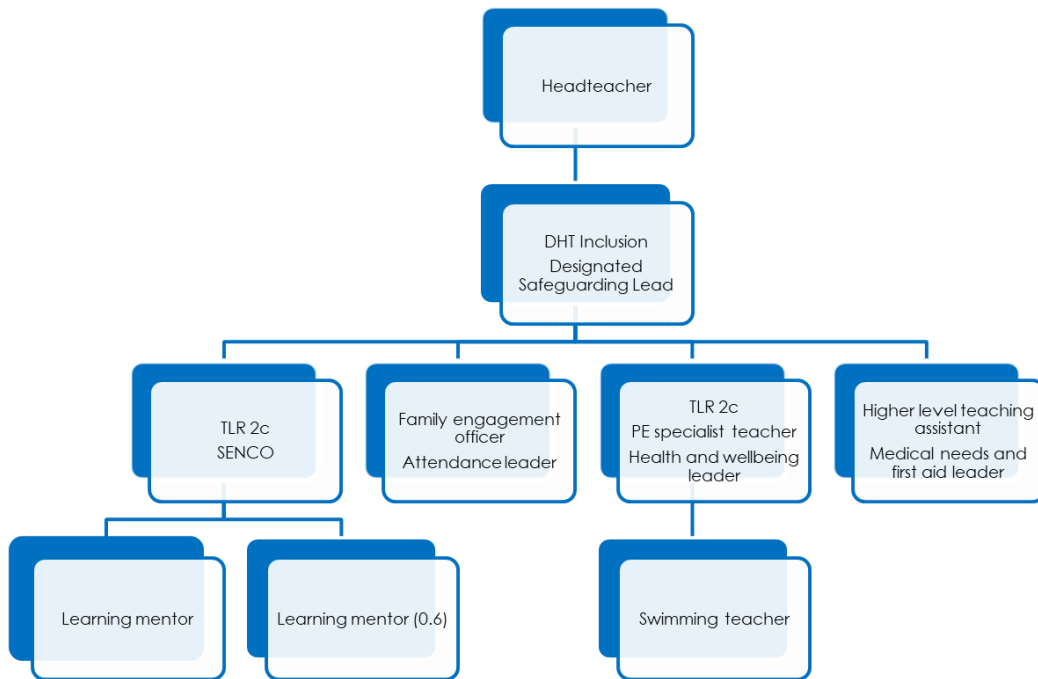 Headteacher
DHT Inclusion
Designated
Safeguarding Lead
TLR 2c
SENCO
Family engagement
officer
Attendance leader
TLR 2c
PE specialist teacher
Health and wellbeing
leader
Higher level teaching
assistant
Medical needs and
first aid leader
Learning mentor
Learning mentor (0.6)
Swimming teacher